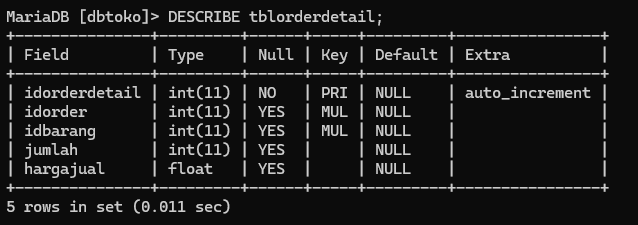 MariaDB [dbtoko]> DESCRIBE tblorderdetail;
+---------------+---------+------+-----+---------+----------------+
| Field         | Type    | Null | Key | Default | Extra          |
+---------------+---------+------+-----+---------+----------------+
| idorderdetail | int(11) | NO   | PRI | NULL    | auto_increment |
| idorder       | int(11) | YES  | MUL | NULL    |                |
| idbarang      | int(11) | YES  | MUL | NULL    |                |
| jumlah        | int(11) | YES  |     | NULL    |                |
| hargajual     | float   | YES  |     | NULL    |                |
+---------------+---------+------+-----+---------+----------------+
5 rows in set (0.011 sec)